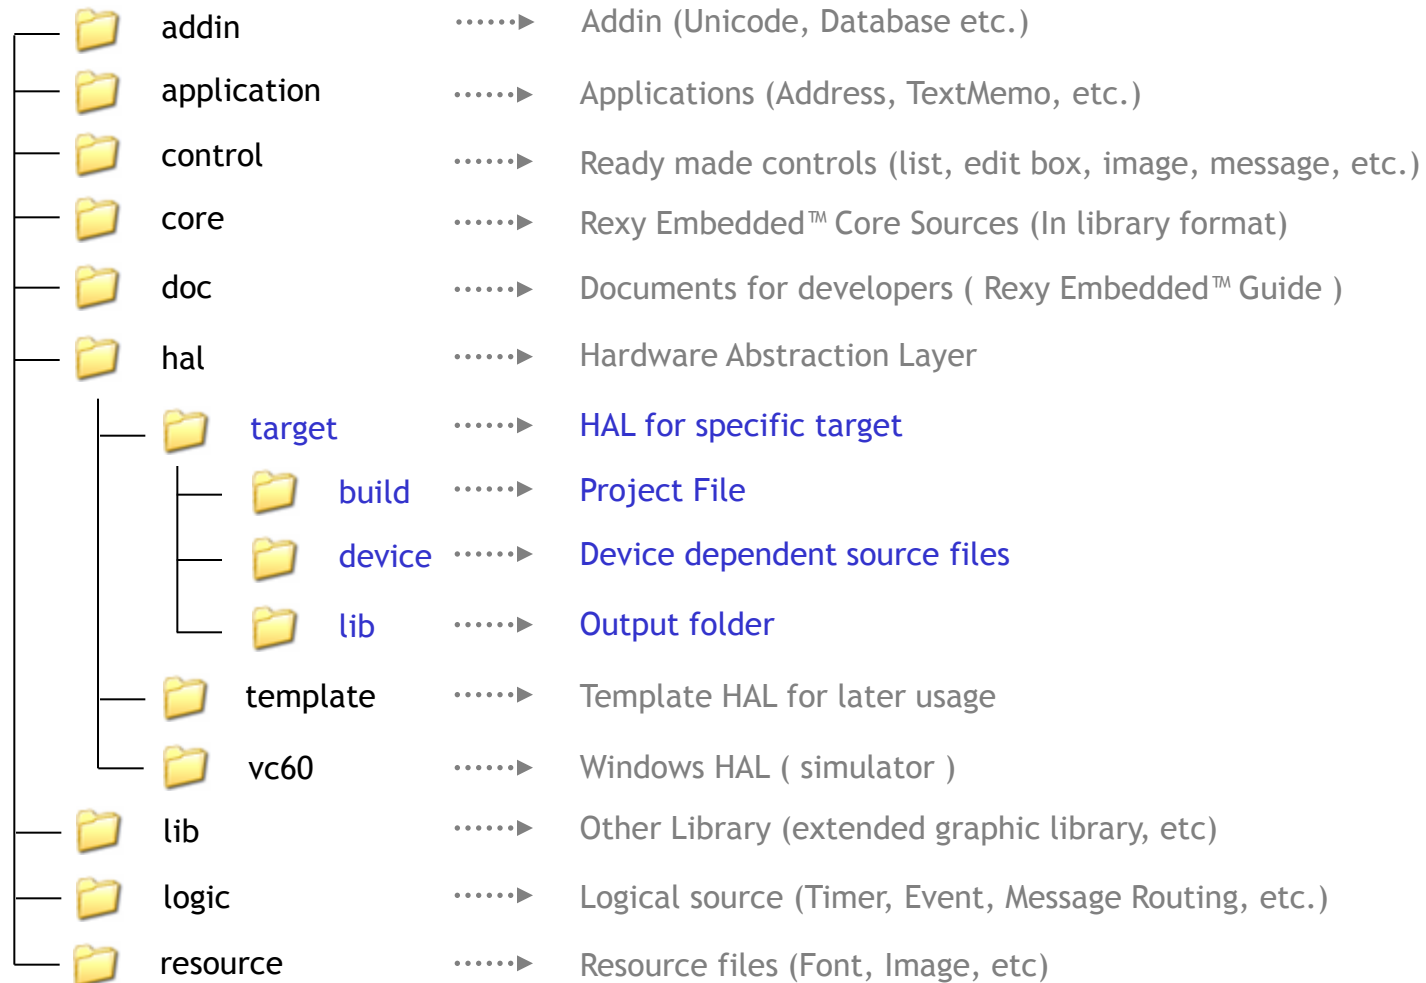 addin Addin (Unicode, Database etc.)
application Applications (Address, TextMemo, etc.)
control Ready made controls (list, edit box, image, message, etc.)
core Rexy Embedded™ Core Sources (In library format)
doc Documents for developers ( Rexy Embedded™ Guide )
hal Hardware Abstraction Layer
target HAL for specific target
build Project File
device Device dependent source files
lib Output folder
template Template HAL for later usage
vc60 Windows HAL ( simulator )
lib Other Library (extended graphic library, etc)
logic Logical source (Timer, Event, Message Routing, etc.)
resource Resource files (Font, Image, etc)